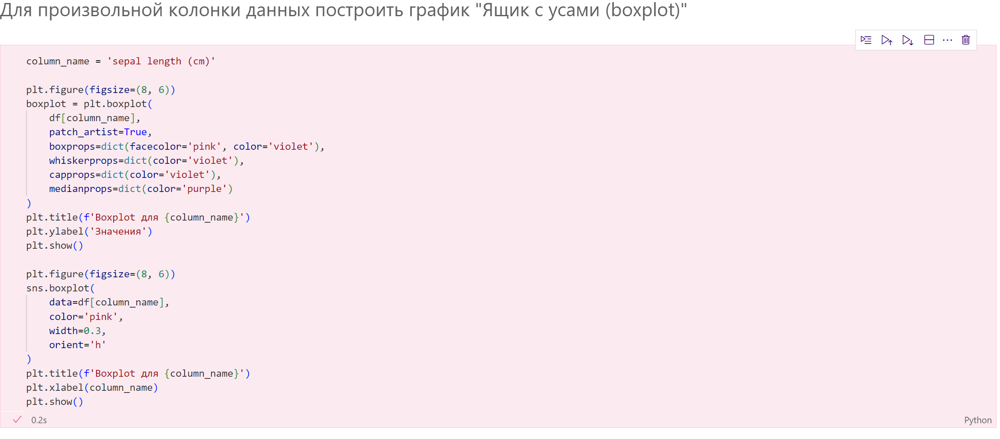 Для произвольной колонки данных построить график "Ящик с усами (boxplot)"
column_name = 'sepal length (cm)'
plt.figure(figsize=(8, 6))
boxplot = plt.boxplot(
    df[column_name],
    patch_artist=True,
    boxprops=dict(facecolor='pink', color='violet'),
    whiskerprops=dict(color='violet'),
    capprops=dict(color='violet'),
    medianprops=dict(color='purple')
)
plt.title(f'Boxplot для {column_name}')
plt.ylabel('Значения')
plt.show()
plt.figure(figsize=(8, 6))
sns.boxplot(
    data=df[column_name],
    color='pink',
    width=0.3,
    orient='h'
)
plt.title(f'Boxplot для {column_name}')
plt.xlabel(column_name)
plt.show()
0.2s
Python